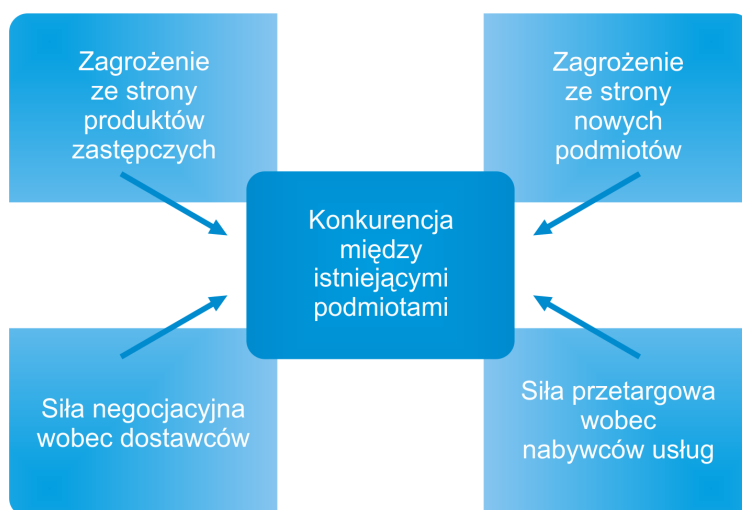 Zagrożenie
ze strony
produktów
zastępczych
Zagrożenie
ze strony
nowych
podmiotów
Konkurencja
między
istniejącymi
podmiotami
Siła negocjacyjna
wobec dostawców
Siła przetargowa
wobec
nabywców usług